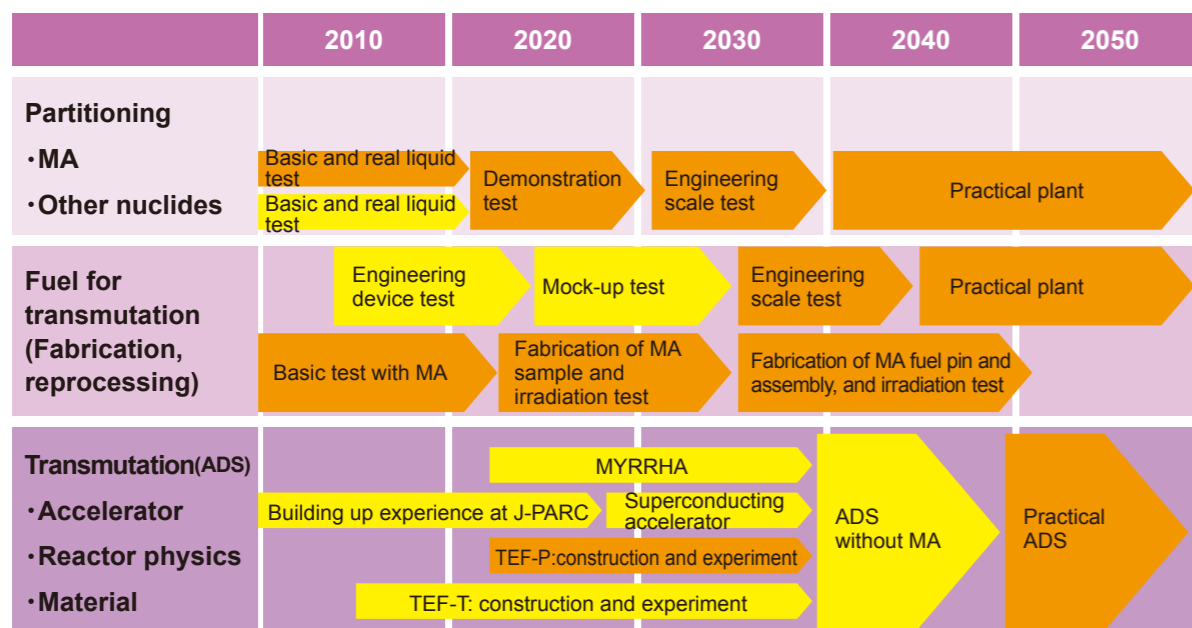 2010
2020
2030
2040
2050
Partitioning
・MA
・Other nuclides
Basic and real liquid
test
Basic and real liquid
test
Demonstration
test
Engineering
scale test
Practical plant
Fuel for
transmutation
(Fabrication,
reprocessing)
Engineering
device test
Mock-up test
Engineering
scale test
Practical plant
Basic test with MA
Fabrication of MA
sample and
irradiation test
Fabrication of MA fuel pin and
assembly, and irradiation test
Transmutation(ADS)
・Accelerator
・Reactor physics
・Material
MYRRHA
Building up experience at J-PARC
Superconducting
accelerator
TEF-P:construction and experiment
TEF-T: construction and experiment
ADS
without MA
Practical
ADS